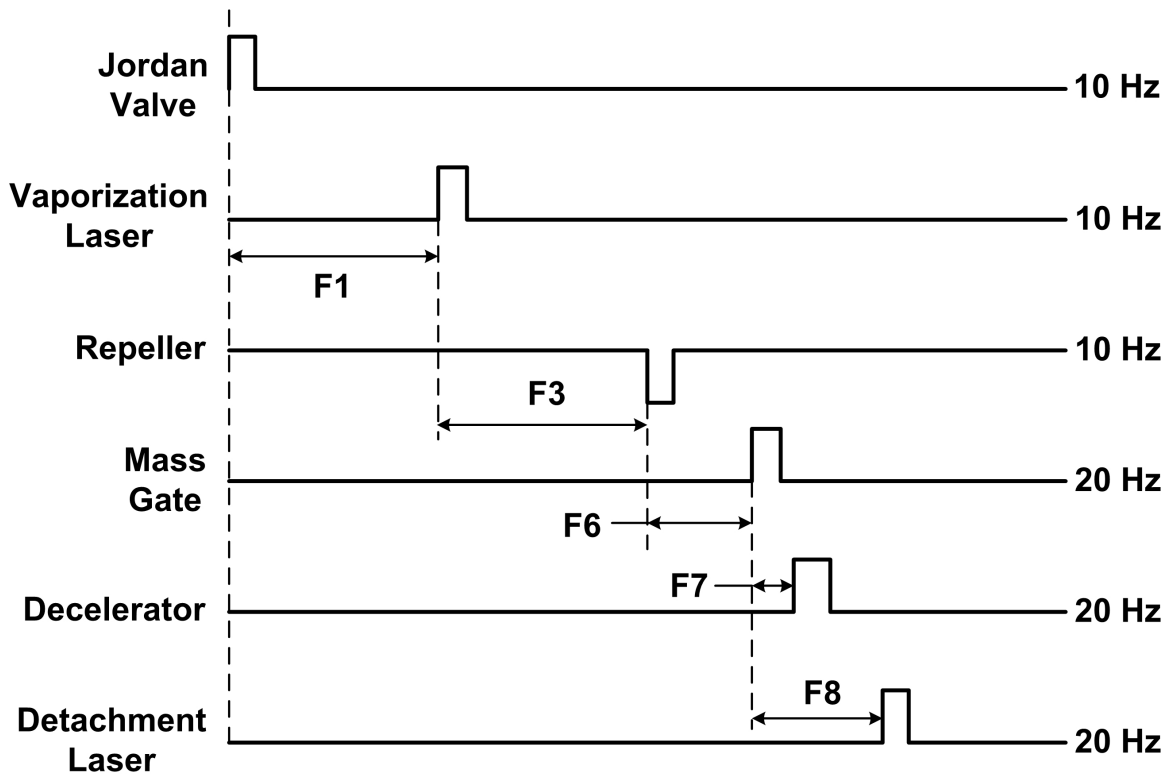 Jordan
Valve
10 Hz
Vaporization
Laser
10 Hz
F1
Repeller
10 Hz
F3
Mass
Gate
20 Hz
F6
F7
Decelerator
20 Hz
F8
Detachment
Laser
20 Hz